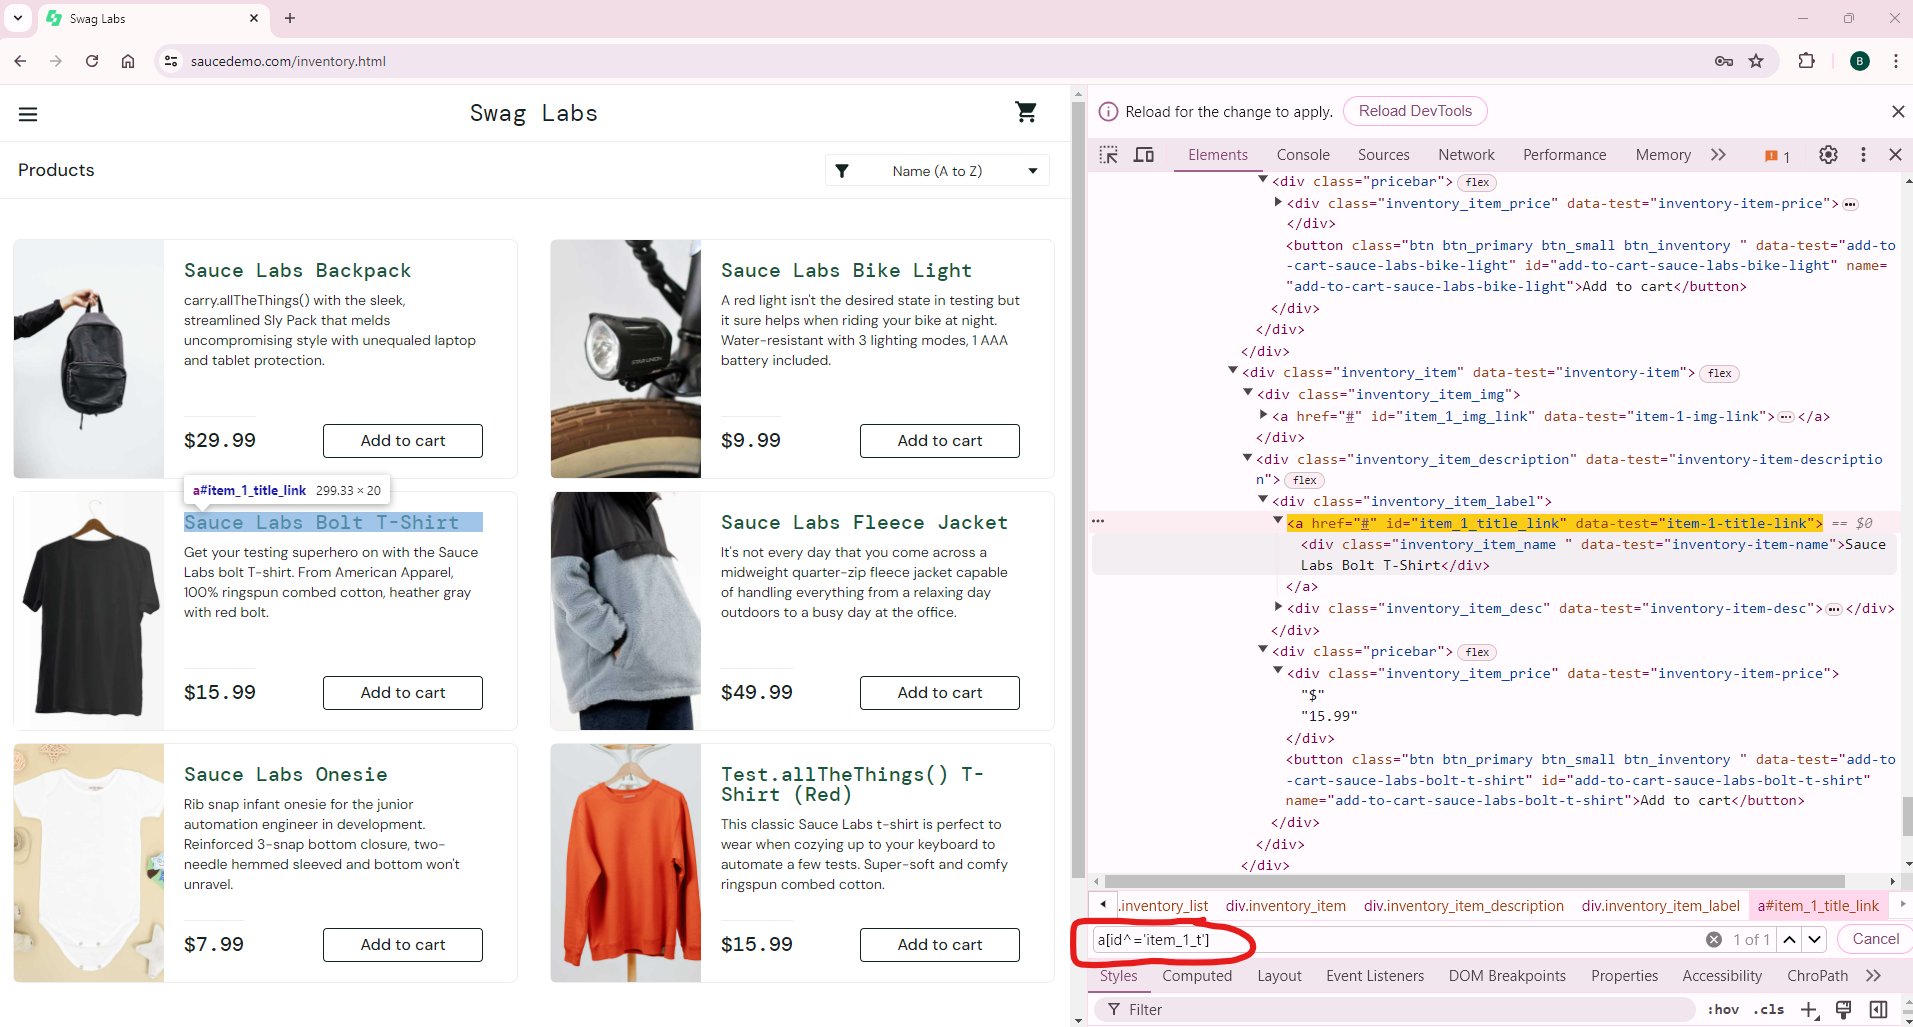 Swag Labs
saucedemo.com/inventory.html
B
Swag Labs
Products
Name (A to Z)
Sauce Labs Backpack
carry.allTheThings() with the sleek,
streamlined Sly Pack that melds
uncompromising style with unequaled laptop
and tablet protection.
$29.99
Add to cart
Sauce Labs Bike Light
A red light isn't the desired state in testing but
it sure helps when riding your bike at night.
Water-resistant with 3 lighting modes, 1 AAA
battery included.
$9.99
Add to cart
a#item_1_title_link 299.33 × 20
Sauce Labs Bolt T-Shirt
Get your testing superhero on with the Sauce
Labs bolt T-shirt. From American Apparel,
100% ringspun combed cotton, heather gray
with red bolt.
$15.99
Add to cart
Sauce Labs Fleece Jacket
It's not every day that you come across a
midweight quarter-zip fleece jacket capable
of handling everything from a relaxing day
outdoors to a busy day at the office.
$49.99
Add to cart
Sauce Labs Onesie
Rib snap infant onesie for the junior
automation engineer in development.
Reinforced 3-snap bottom closure, two-
needle hemmed sleeved and bottom won't
unravel.
$7.99
Add to cart
Test.allTheThings() T-
Shirt (Red)
This classic Sauce Labs t-shirt is perfect to
wear when cozying up to your keyboard to
automate a few tests. Super-soft and comfy
ringspun combed cotton.
$15.99
Add to cart
Reload for the change to apply. Reload DevTools
Elements Console Sources Network Performance Memory 1
<div class="pricebar"> flex
<div class="inventory_item_price" data-test="inventory-item-price">
</div>
<button class="btn btn_primary btn_small btn_inventory " data-test="add-to
-cart-sauce-labs-bike-light" id="add-to-cart-sauce-labs-bike-light" name=
"add-to-cart-sauce-labs-bike-light">Add to cart</button>
</div>
</div>
</div>
<div class="inventory_item" data-test="inventory-item"> flex
<div class="inventory_item_img">
<a href="#" id="item_1_img_link" data-test="item-1-img-link"></a>
</div>
<div class="inventory_item_description" data-test="inventory-item-descriptio
n"> flex
<div class="inventory_item_label">
<a href="#" id="item_1_title_link" data-test="item-1-title-link"> == $0
<div class="inventory_item_name " data-test="inventory-item-name">Sauce
Labs Bolt T-Shirt</div>
</a>
<div class="inventory_item_desc" data-test="inventory-item-desc"></div>
</div>
<div class="pricebar"> flex
<div class="inventory_item_price" data-test="inventory-item-price">
"$"
"15.99"
</div>
<button class="btn btn_primary btn_small btn_inventory " data-test="add-to
-cart-sauce-labs-bolt-t-shirt" id="add-to-cart-sauce-labs-bolt-t-shirt"
name="add-to-cart-sauce-labs-bolt-t-shirt">Add to cart</button>
</div>
</div>
</div>
.inventory_list div.inventory_item div.inventory_item_description div.inventory_item_label a#item_1_title_link
a[id^='item_1_t'] 1 of 1 Cancel
Styles Computed Layout Event Listeners DOM Breakpoints Properties Accessibility ChroPath
Filter :hov .cls